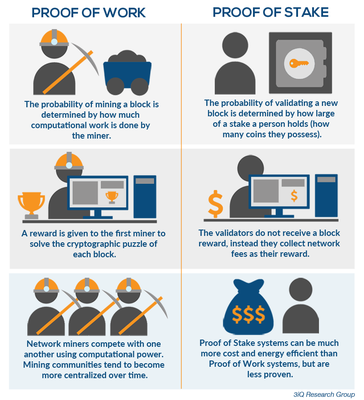 PROOF OF WORK
PROOF OF STAKE
The probability of mining a block is
determined by how much
computational work is done by
the miner.
The probability of validating a new
block is determined by how large
of a stake a person holds (how
many coins they possess).
A reward is given to the first miner to
solve the cryptographic puzzle of
each block.
$
$
The validators do not receive a block
reward, instead they collect network
fees as their reward.
Network miners compete with one
another using computational power.
Mining communities tend to become
more centralized over time.
$$$
Proof of Stake systems can be much
more cost and energy efficient than
Proof of Work systems, but are
less proven.
3iQ Research Group